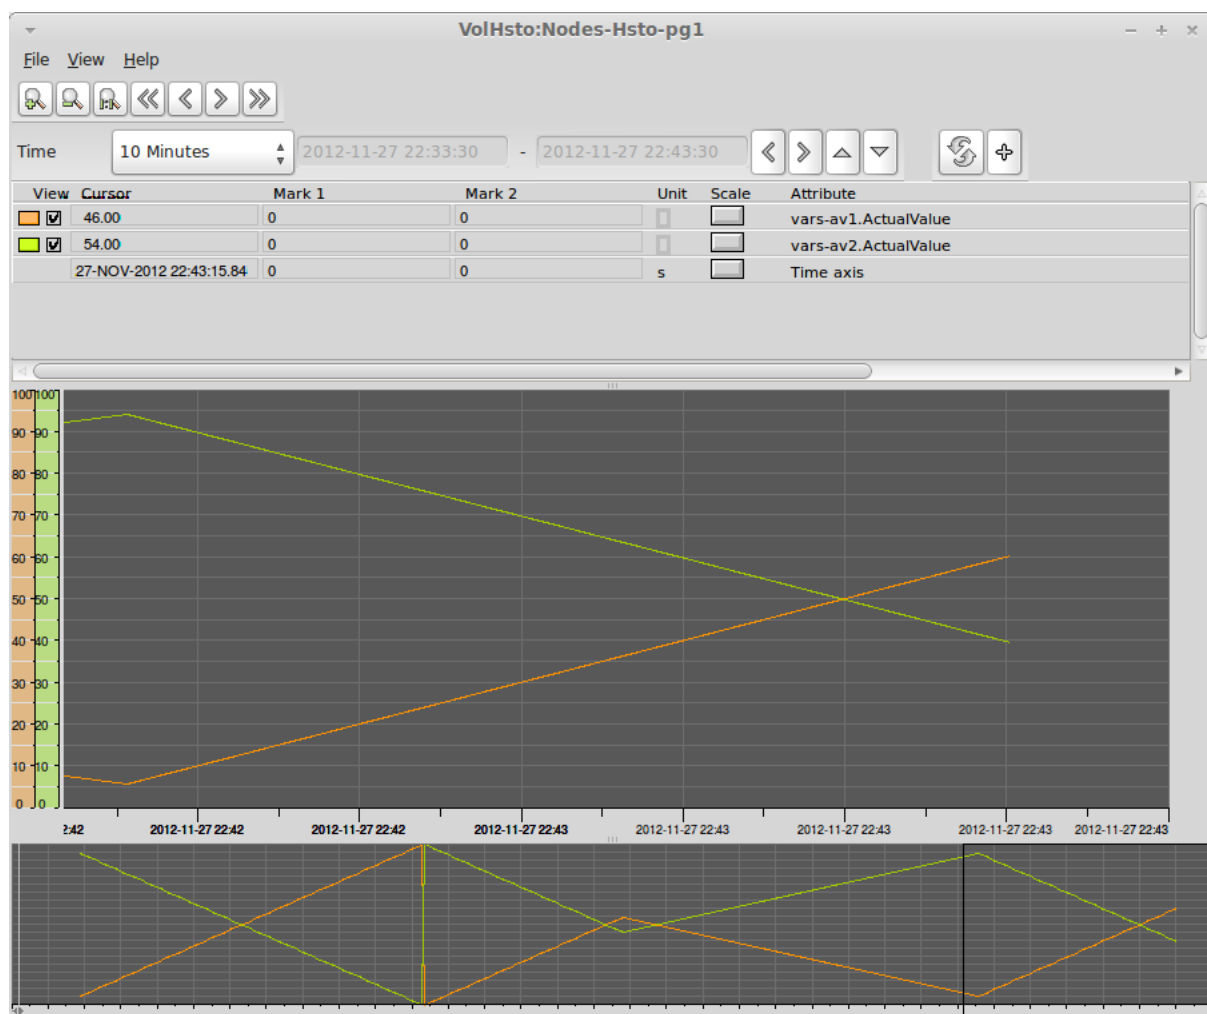 VolHsto:Nodes-Hsto-pg1
File View Help
Time 10 Minutes 2012-11-27 22:33:30 - 2012-11-27 22:43:30
View Cursor Mark 1 Mark 2 Unit Scale Attribute
46.00 0 0 vars-av1.ActualValue
54.00 0 0 vars-av2.ActualValue
27-NOV-2012 22:43:15.84 0 0 s Time axis
100 100
90 90
80 80
70 70
60 60
50 50
40 40
30 30
20 20
10 10
0 0
2:42 2012-11-27 22:42 2012-11-27 22:42 2012-11-27 22:43 2012-11-27 22:43 2012-11-27 22:43 2012-11-27 22:43 2012-11-27 22:43